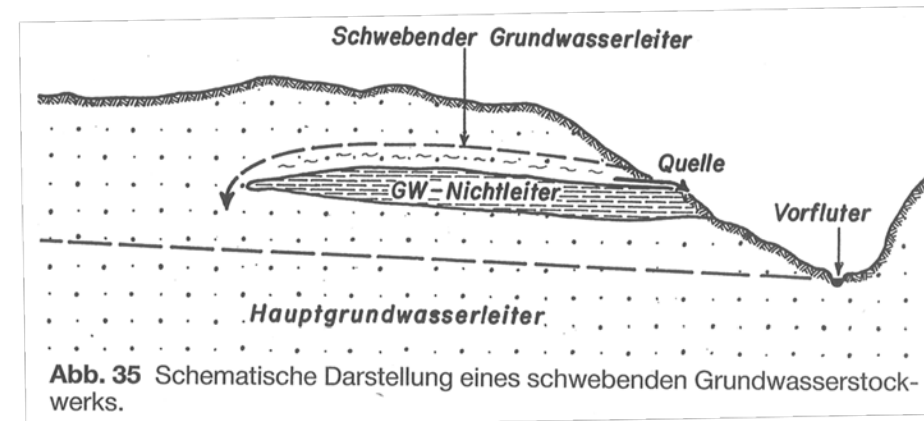 Schwebender Grundwasserleiter
Quelle
GW-Nichtleiter
Vorfluter
Hauptgrundwasserleiter
Abb. 35 Schematische Darstellung eines schwebenden Grundwasserstock-
werks.